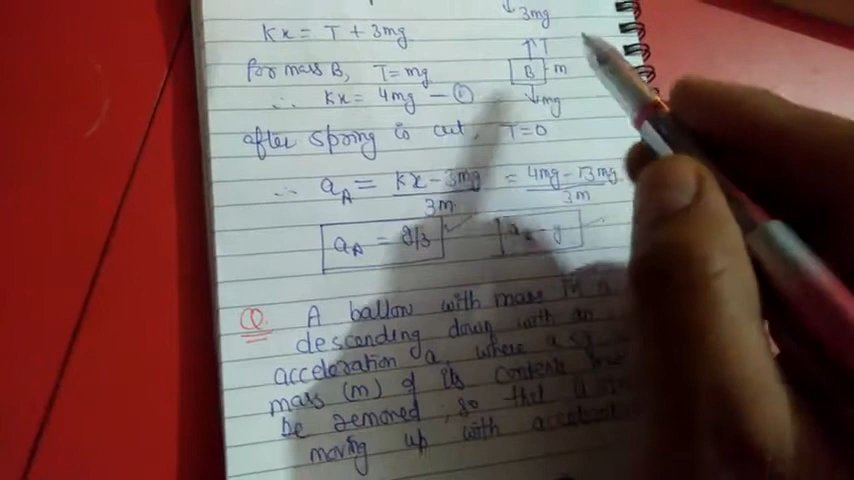 ↓ 3mg
Kx = T + 3mg
↑T
for mass B, T = mg
B m
↓mg
∴ Kx = 4mg —
after spring is cut, T = 0
∴ a_A = Kx - 3mg / 3m = 4mg - 3mg / 3m
a_A = g/3
Q. A ballon with mass m
descending down with an
acceleration a, where
mass (m) of its contents
be removed, so that
moving up with